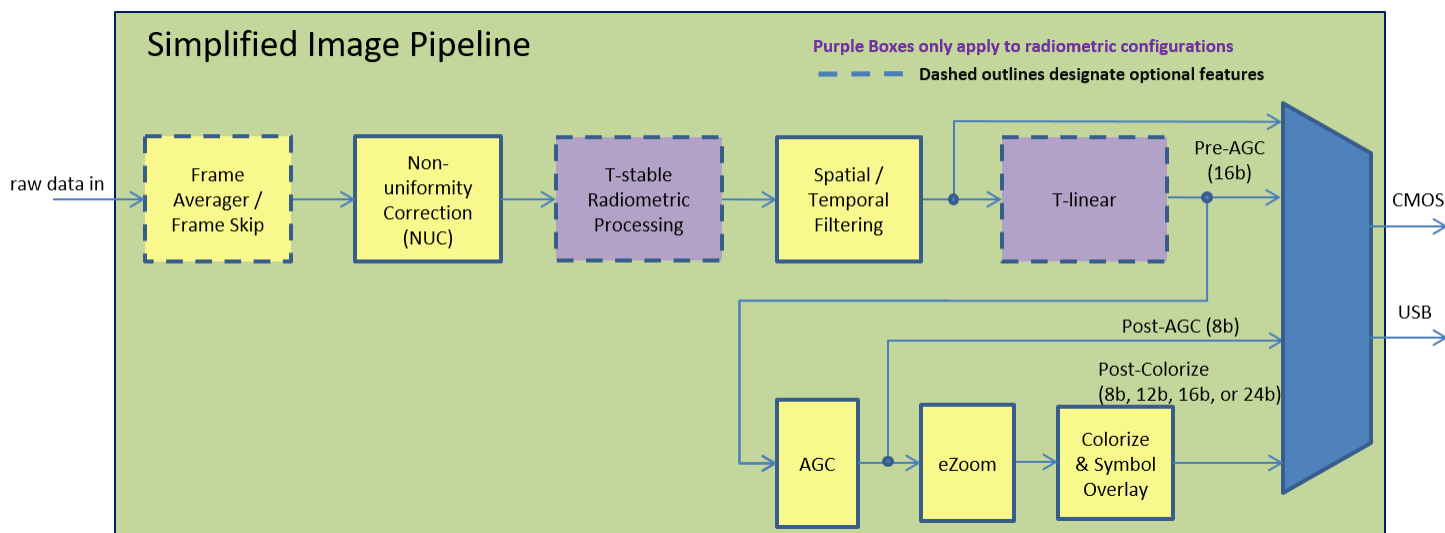 Simplified Image Pipeline
Purple Boxes only apply to radiometric configurations
Dashed outlines designate optional features
raw data in
Frame
Averager /
Frame Skip
Non-
uniformity
Correction
(NUC)
T-stable
Radiometric
Processing
Spatial /
Temporal
Filtering
T-linear
Pre-AGC
(16b)
CMOS
USB
Post-AGC (8b)
Post-Colorize
(8b, 12b, 16b, or 24b)
AGC
eZoom
Colorize
& Symbol
Overlay